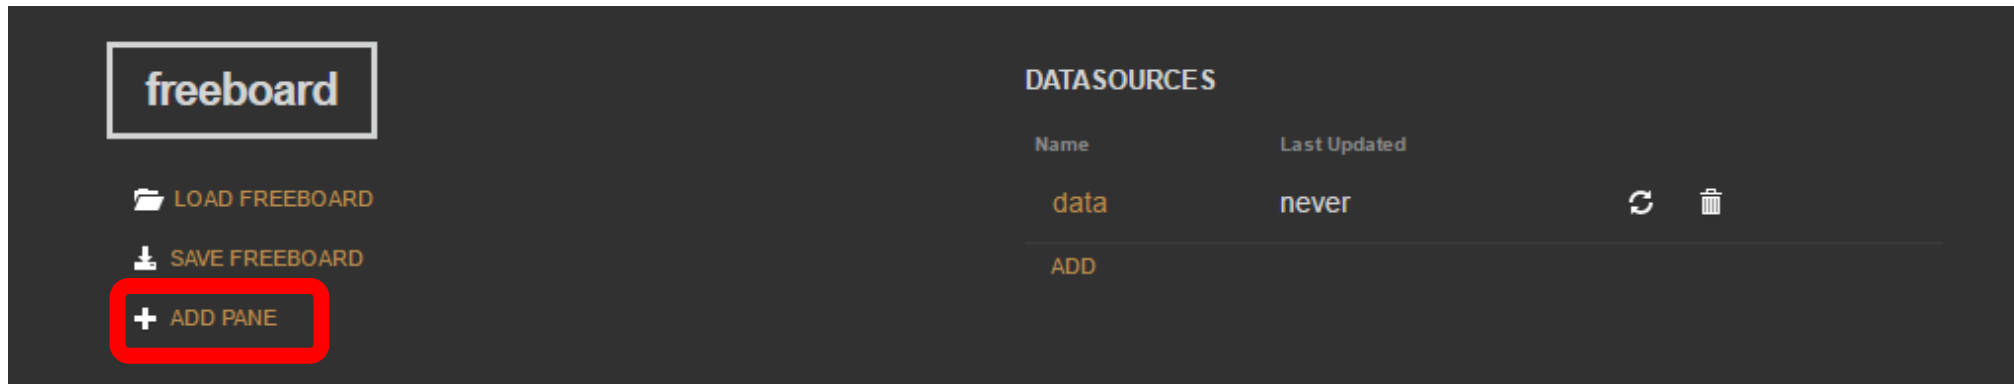 freeboard
LOAD FREEBOARD
SAVE FREEBOARD
ADD PANE
DATASOURCES
Name Last Updated
data never
ADD